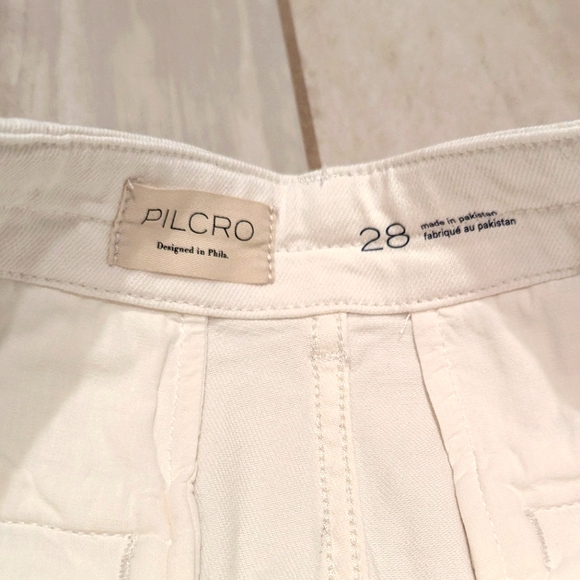 PILCRO
Designed in Phila.
28
made in pakistan
fabriqué au pakistan